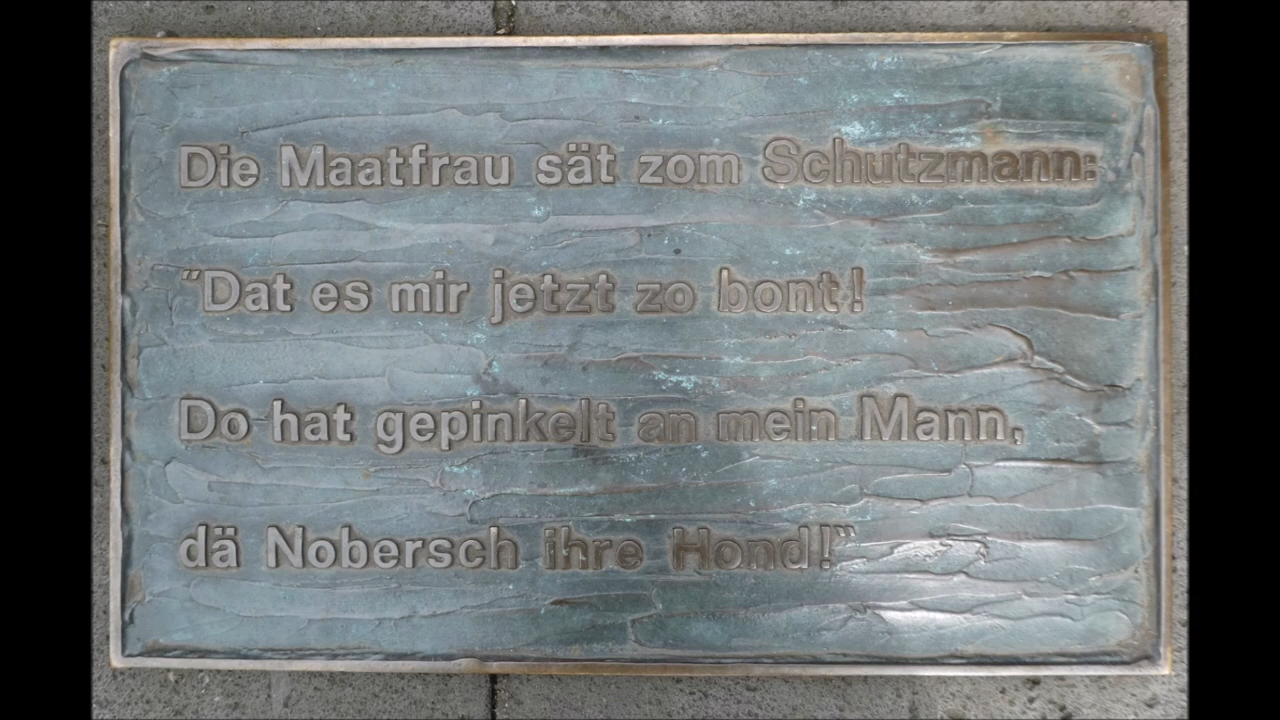 Die Maatfrau sät zom Schutzmann:
"Dat es mir jetzt zo bont!
Do hat gepinkelt an mein Mann,
dä Nobersch ihre Hond!"